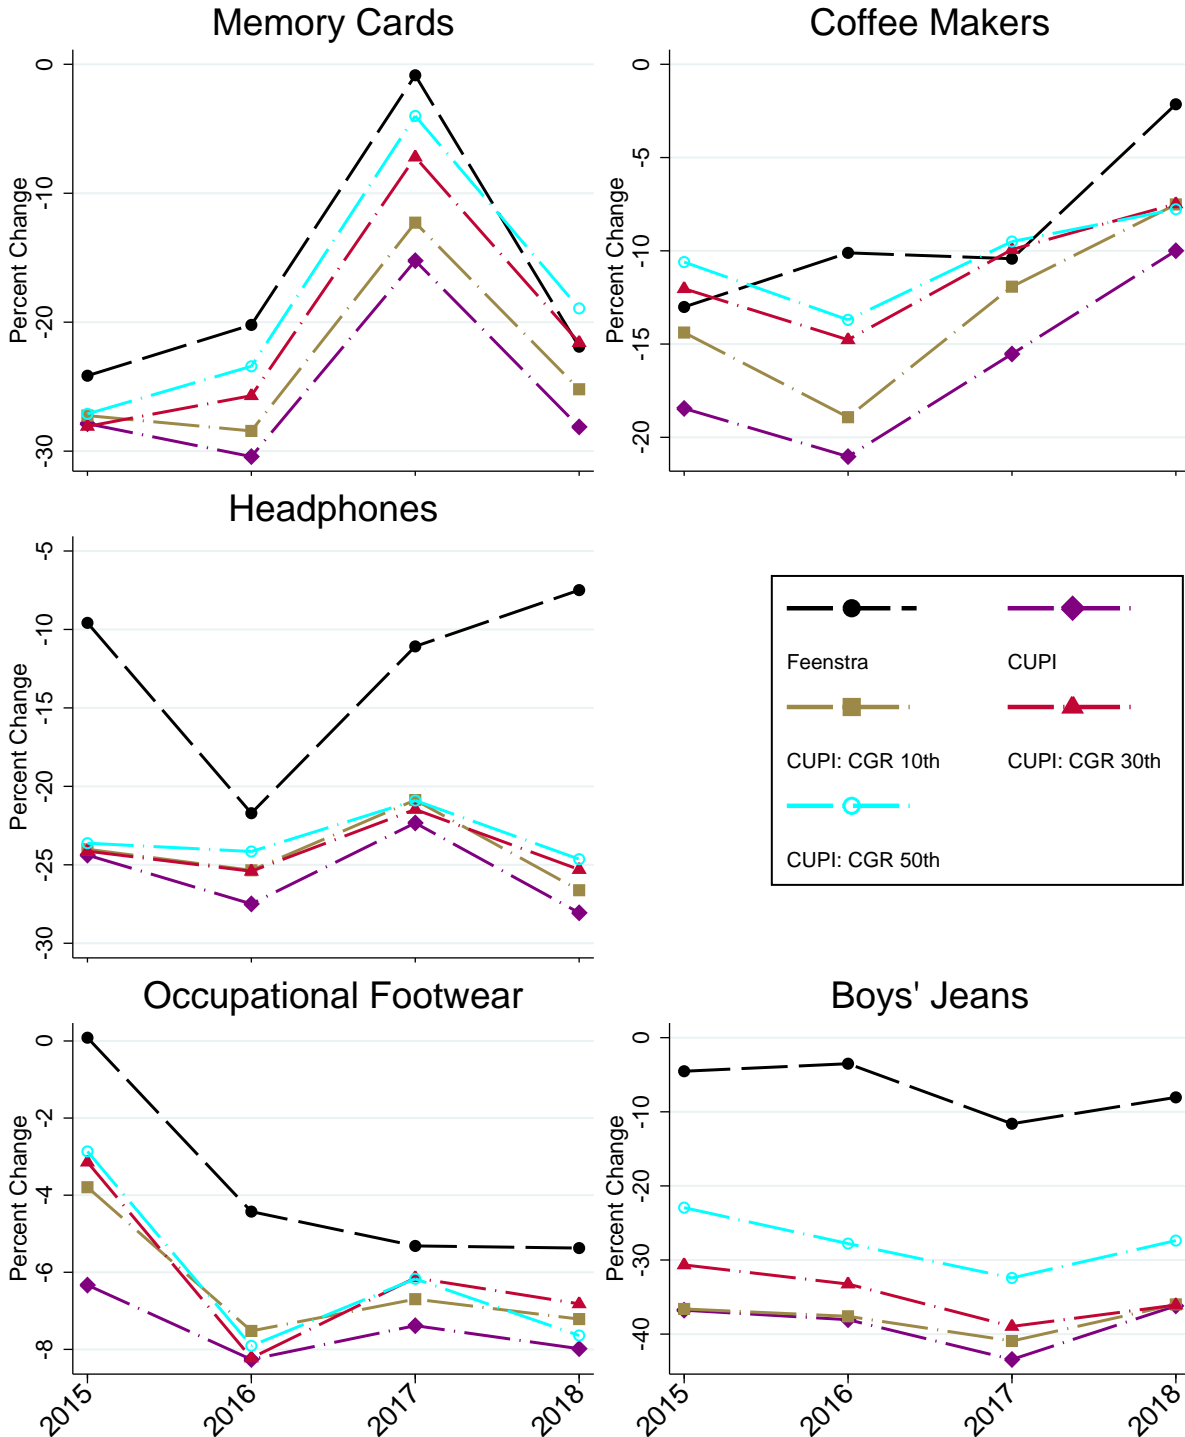 Memory Cards
Percent Change
0
-10
-20
-30
Coffee Makers
Percent Change
0
-5
-10
-15
-20
Headphones
Percent Change
-5
-10
-15
-20
-25
-30
Feenstra
CUPI
CUPI: CGR 10th
CUPI: CGR 30th
CUPI: CGR 50th
Occupational Footwear
Percent Change
0
-2
-4
-6
-8
2015
2016
2017
2018
Boys' Jeans
Percent Change
0
-10
-20
-30
-40
2015
2016
2017
2018